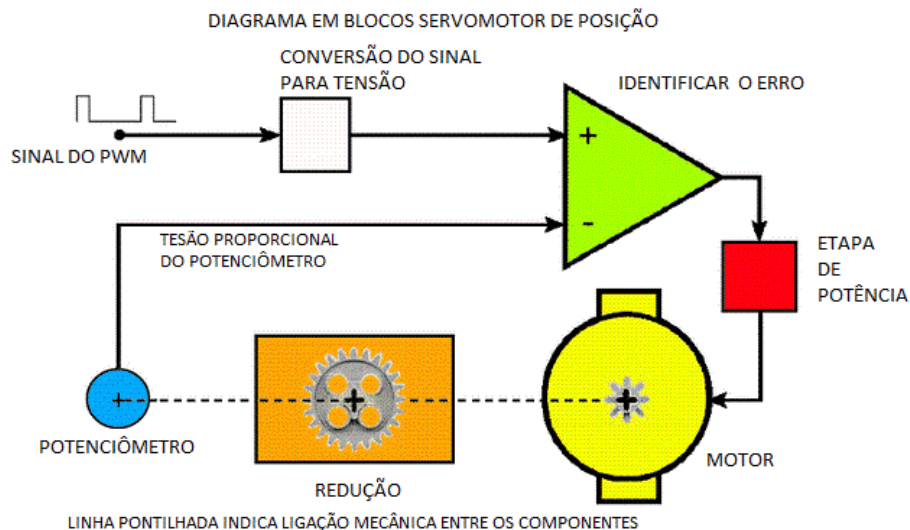 DIAGRAMA EM BLOCOS SERVOMOTOR DE POSIÇÃO
CONVERSÃO DO SINAL
PARA TENSÃO
IDENTIFICAR O ERRO
SINAL DO PWM
+
-
TESÃO PROPORCIONAL
DO POTENCIÔMETRO
ETAPA
DE
POTÊNCIA
POTENCIÔMETRO
REDUÇÃO
MOTOR
LINHA PONTILHADA INDICA LIGAÇÃO MECÂNICA ENTRE OS COMPONENTES